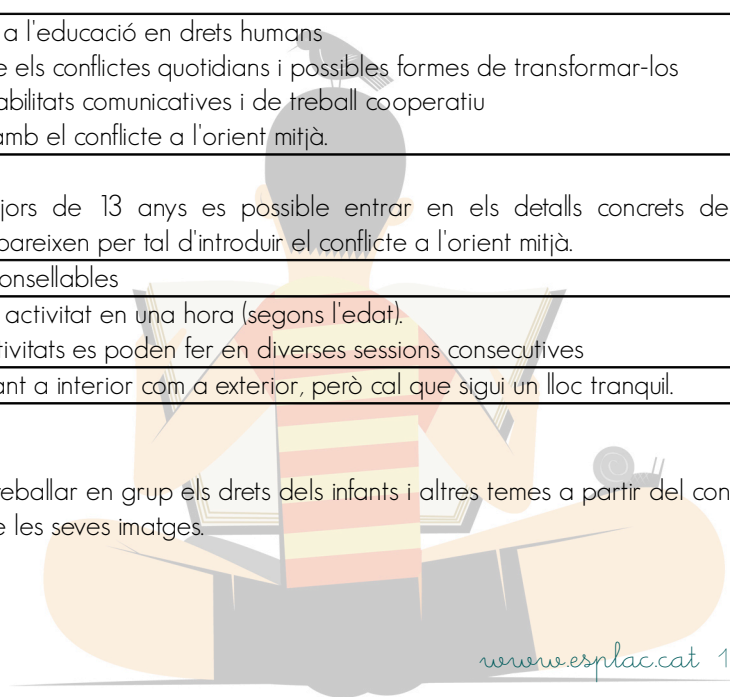 a l'educació en drets humans
els conflictes quotidians i possibles formes de transformar-los
abilitats comunicatives i de treball cooperatiu
amb el conflicte a l'orient mitjà.
jors de 13 anys es possible entrar en els detalls concrets de
pareixen per tal d'introduir el conflicte a l'orient mitjà.
onsellables
activitat en una hora (segons l'edat).
tivitats es poden fer en diverses sessions consecutives
ant a interior com a exterior, però cal que sigui un lloc tranquil.
reballar en grup els drets dels infants i altres temes a partir del con
e les seves imatges.
www.esplac.cat 1